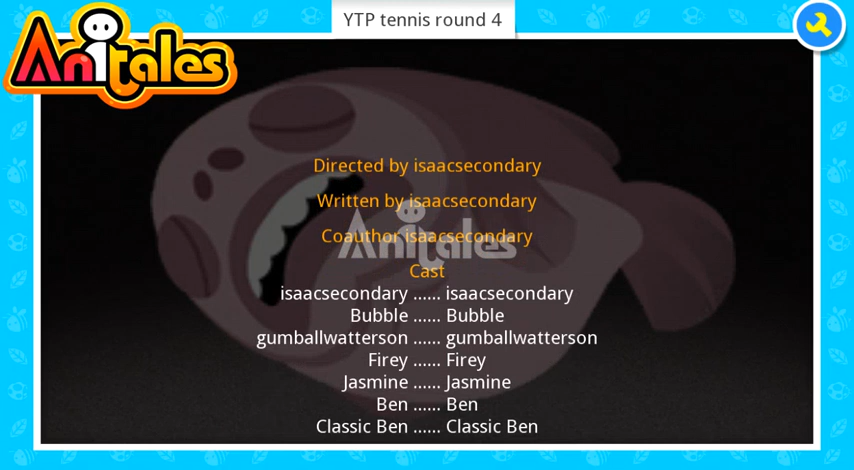 YTP tennis round 4
Anitales
Directed by isaacsecondary
Written by isaacsecondary
Coauthor isaacsecondary
Anitales
Cast
isaacsecondary ...... isaacsecondary
Bubble ...... Bubble
gumballwatterson ...... gumballwatterson
Firey ...... Firey
Jasmine ...... Jasmine
Ben ...... Ben
Classic Ben ...... Classic Ben